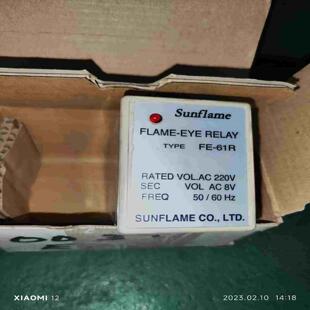 Sunflame
FLAME-EYE RELAY
TYPE FE-61R
RATED VOL.AC 220V
SEC VOL AC 8V
FREQ 50 / 60 Hz
SUNFLAME CO., LTD.
XIAOMI 12
2023.02.10 14:18